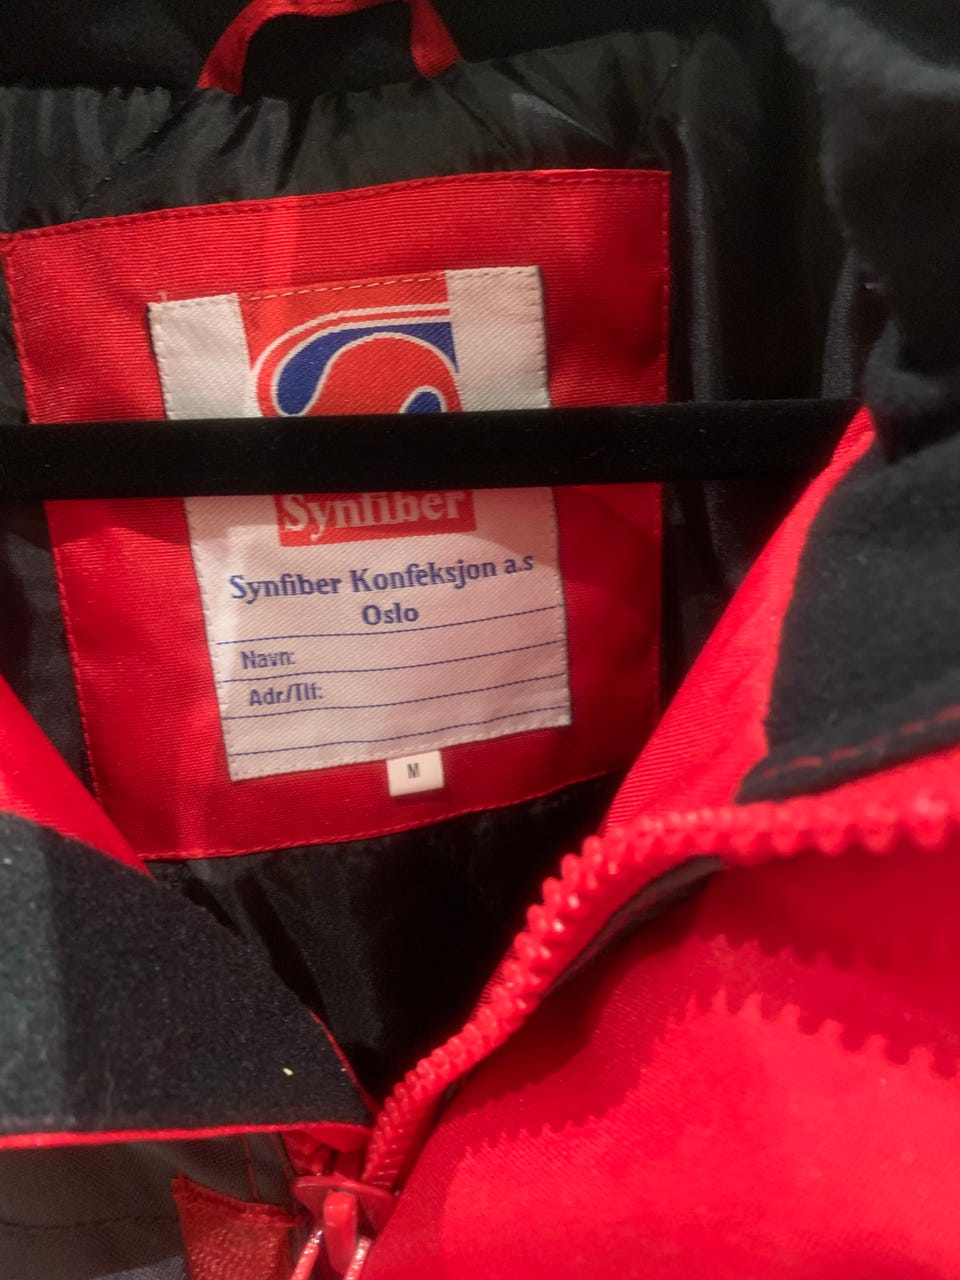 Synfiber
Synfiber Konfeksjon a.s
Oslo
Navn:
Adr./Tlf:
M